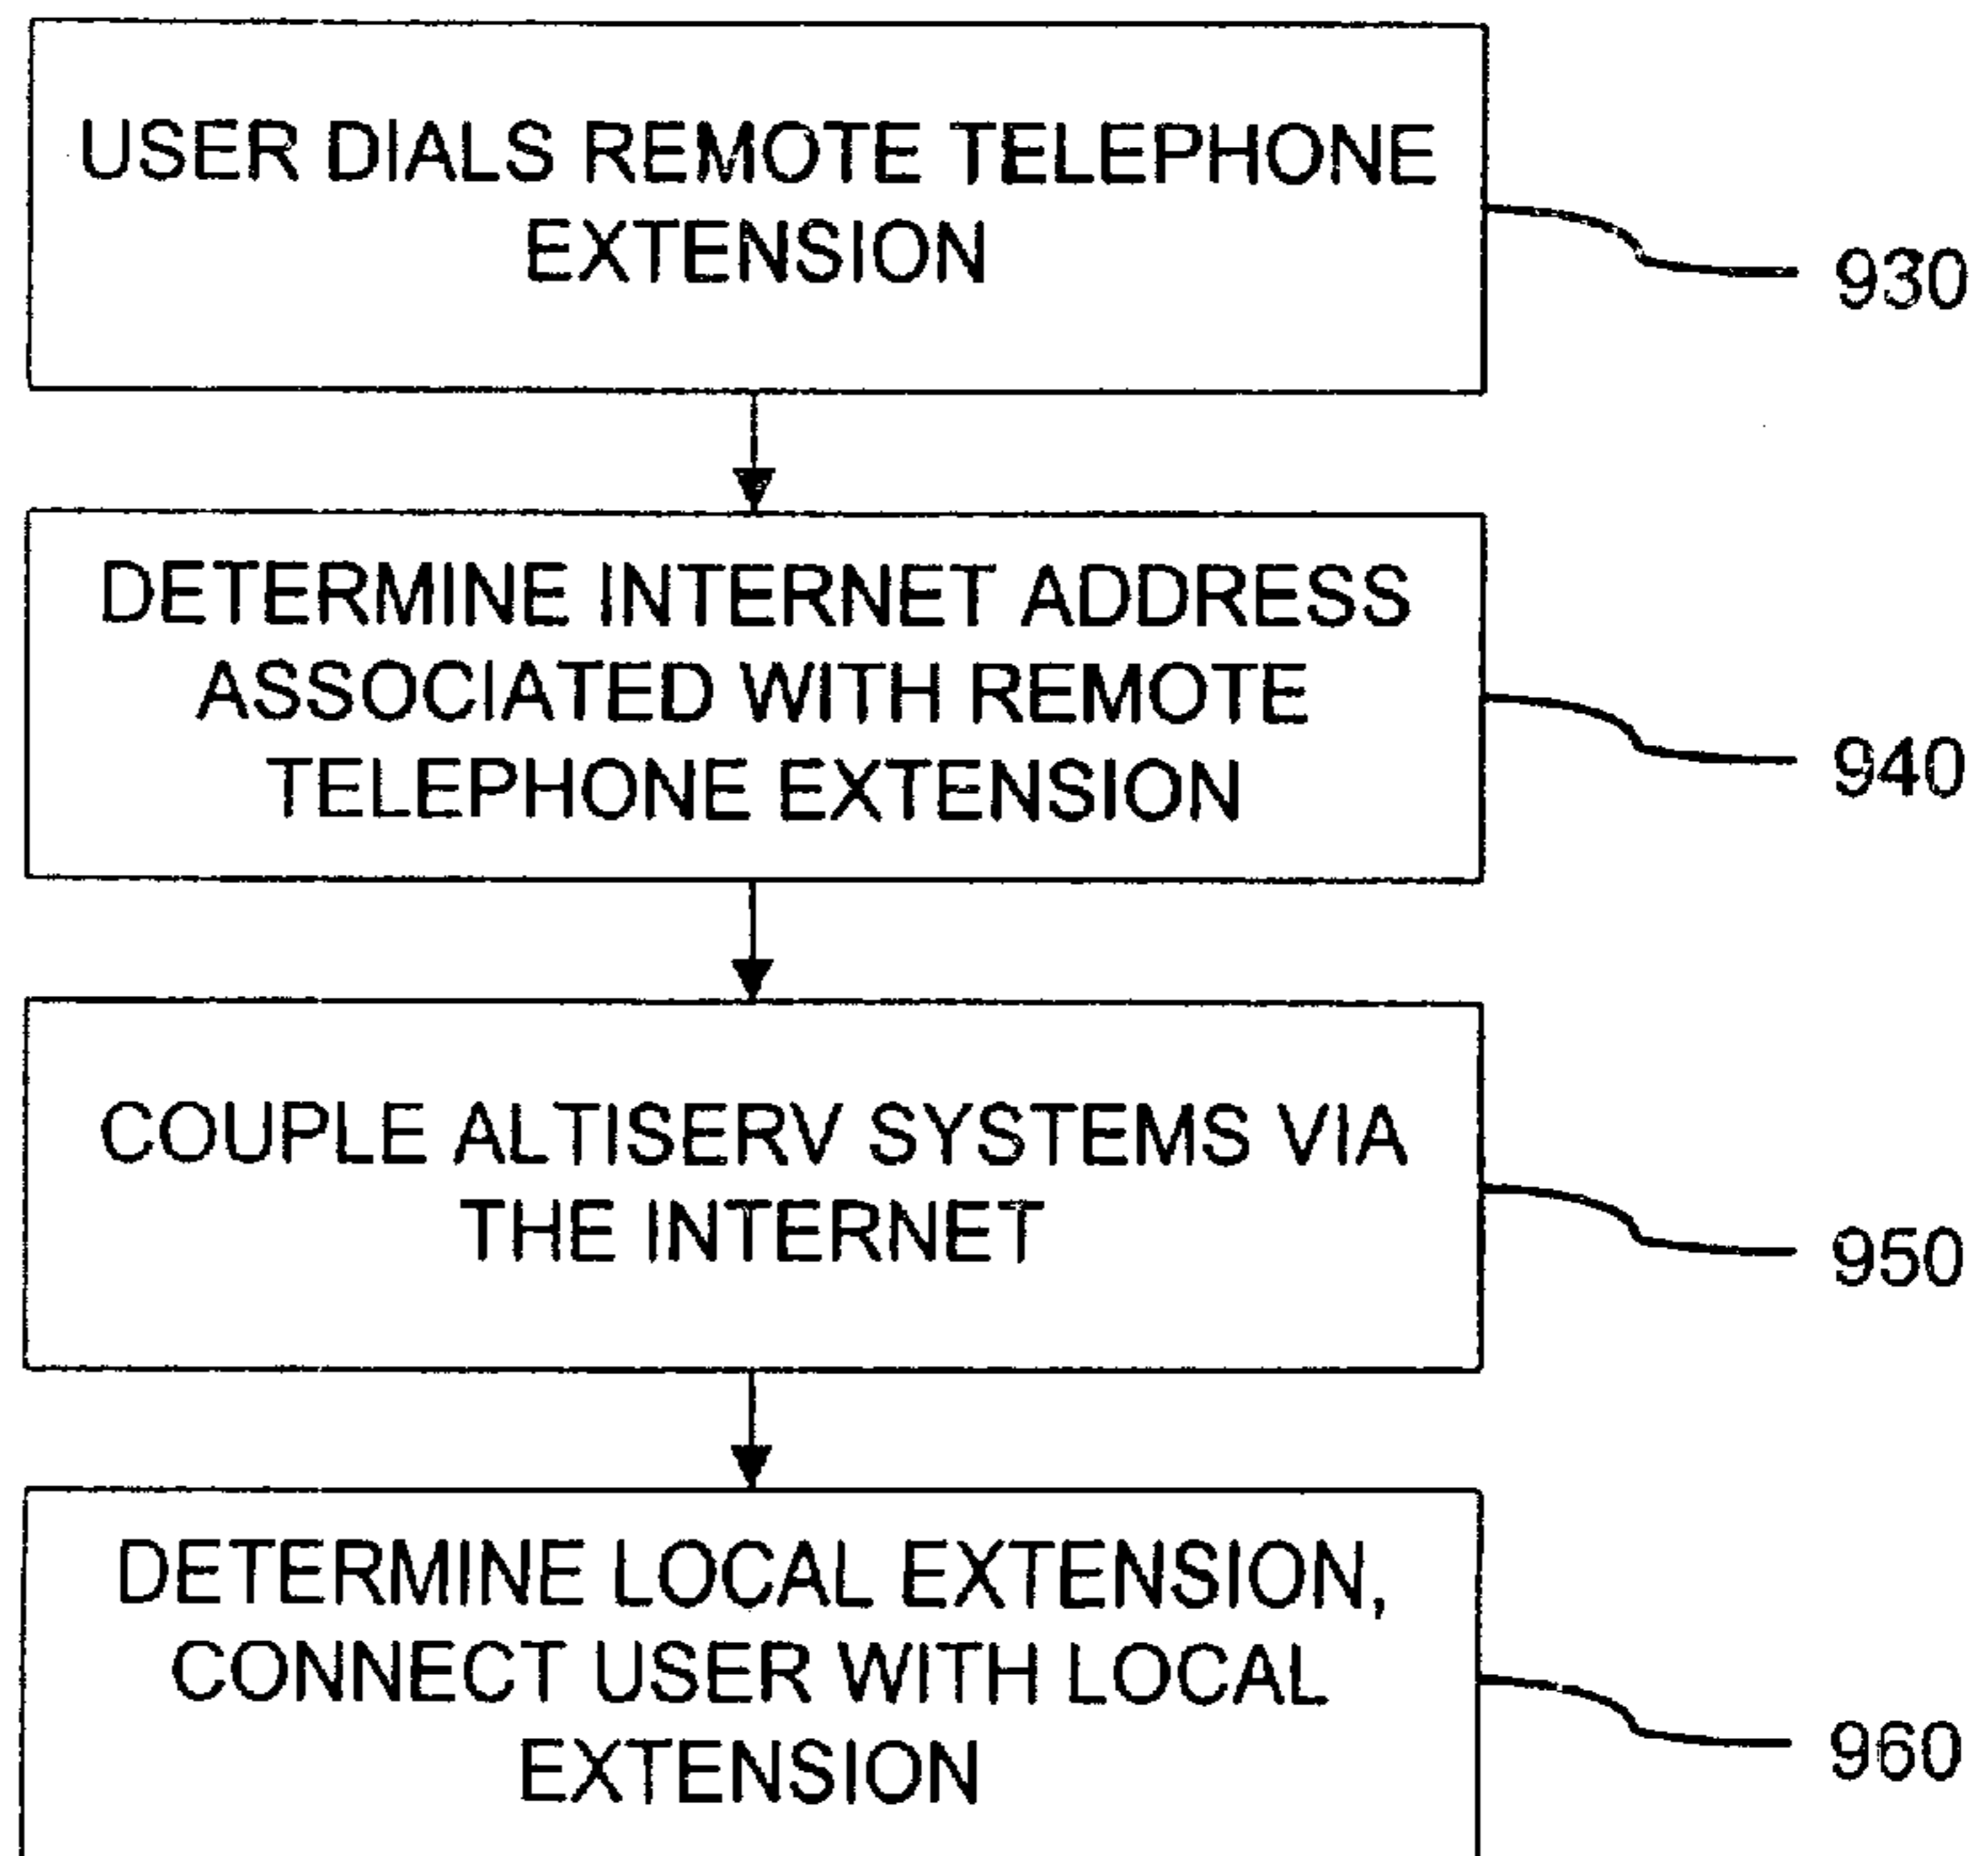 USER DIALS REMOTE TELEPHONE
EXTENSION
930
DETERMINE INTERNET ADDRESS
ASSOCIATED WITH REMOTE
TELEPHONE EXTENSION
940
COUPLE ALTISERV SYSTEMS VIA
THE INTERNET
950
DETERMINE LOCAL EXTENSION,
CONNECT USER WITH LOCAL
EXTENSION
960